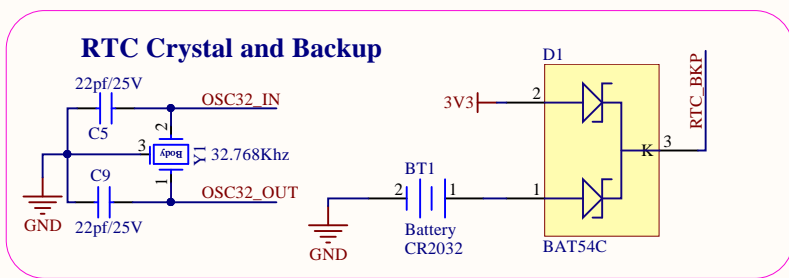 RTC Crystal and Backup
22pf/25V
C5
OSC32_IN
2
3
Body
Y1
32.768Khz
1
C9
22pf/25V
OSC32_OUT
GND
D1
3V3
2
K
3
RTC_BKP
BT1
2
1
1
Battery
CR2032
GND
BAT54C